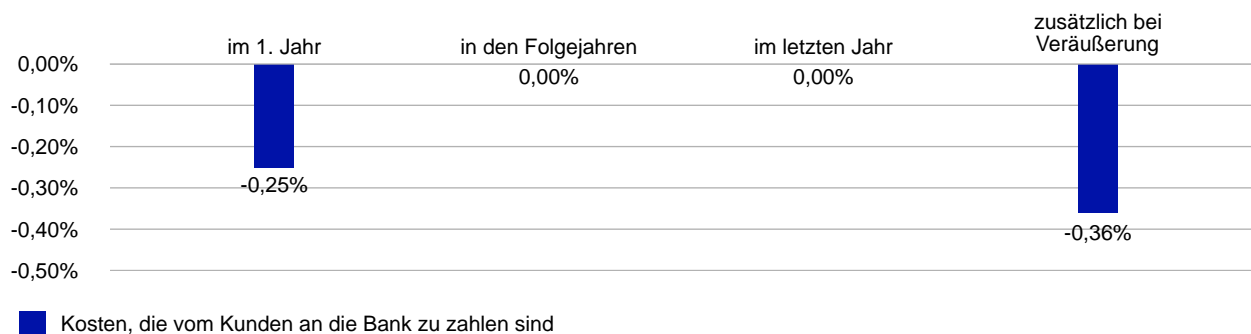 zusätzlich bei
Veräußerung
im 1. Jahr
in den Folgejahren
im letzten Jahr
0,00%
0,00%
0,00%
-0,10%
-0,20%
-0,25%
-0,30%
-0,36%
-0,40%
-0,50%
Kosten, die vom Kunden an die Bank zu zahlen sind